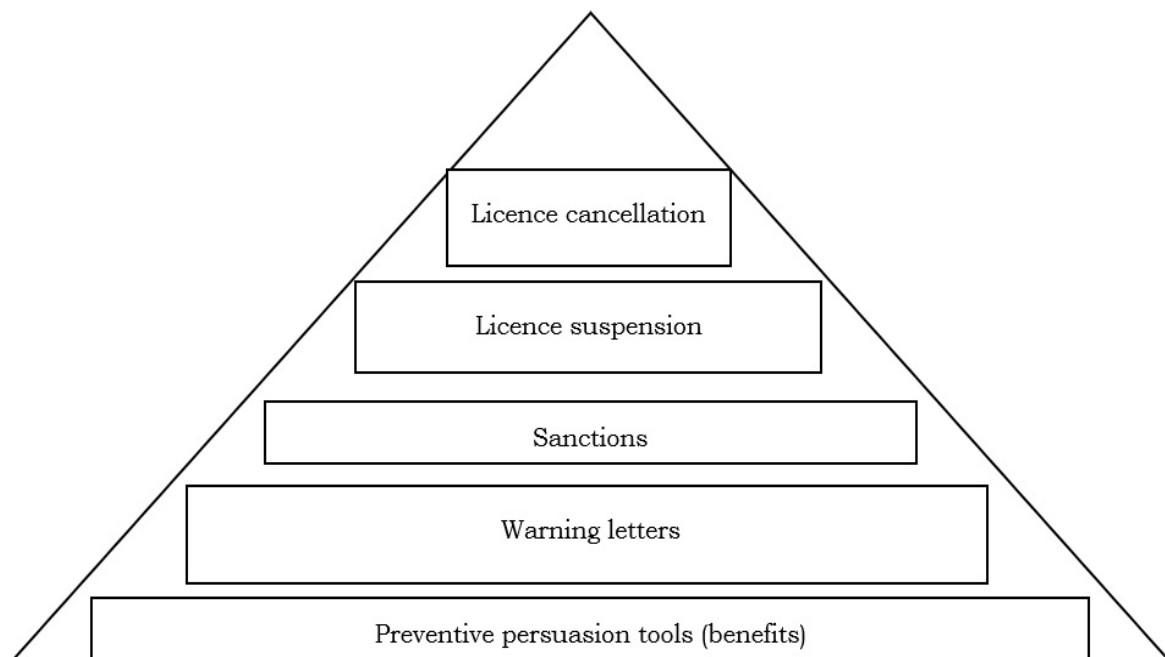 Licence cancellation
Licence suspension
Sanctions
Warning letters
Preventive persuasion tools (benefits)